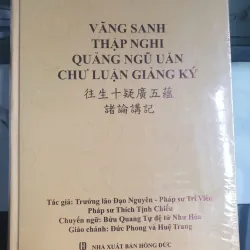 VÃNG SANH
THẬP NGHI
QUẢNG NGŨ UẨN
CHƯ LUẬN GIẢNG KÝ
往生十疑廣五蘊
諸論講記
Tác giả: Trưởng lão Đạo Nguyên - Pháp sư Trí Viên
Pháp sư Thích Tịnh Chiếu
Chuyển ngữ: Bửu Quang Tự đệ tử Như Hòa
Giảo chánh: Đức Phong và Huệ Trang
NHÀ XUẤT BẢN HỒNG ĐỨC